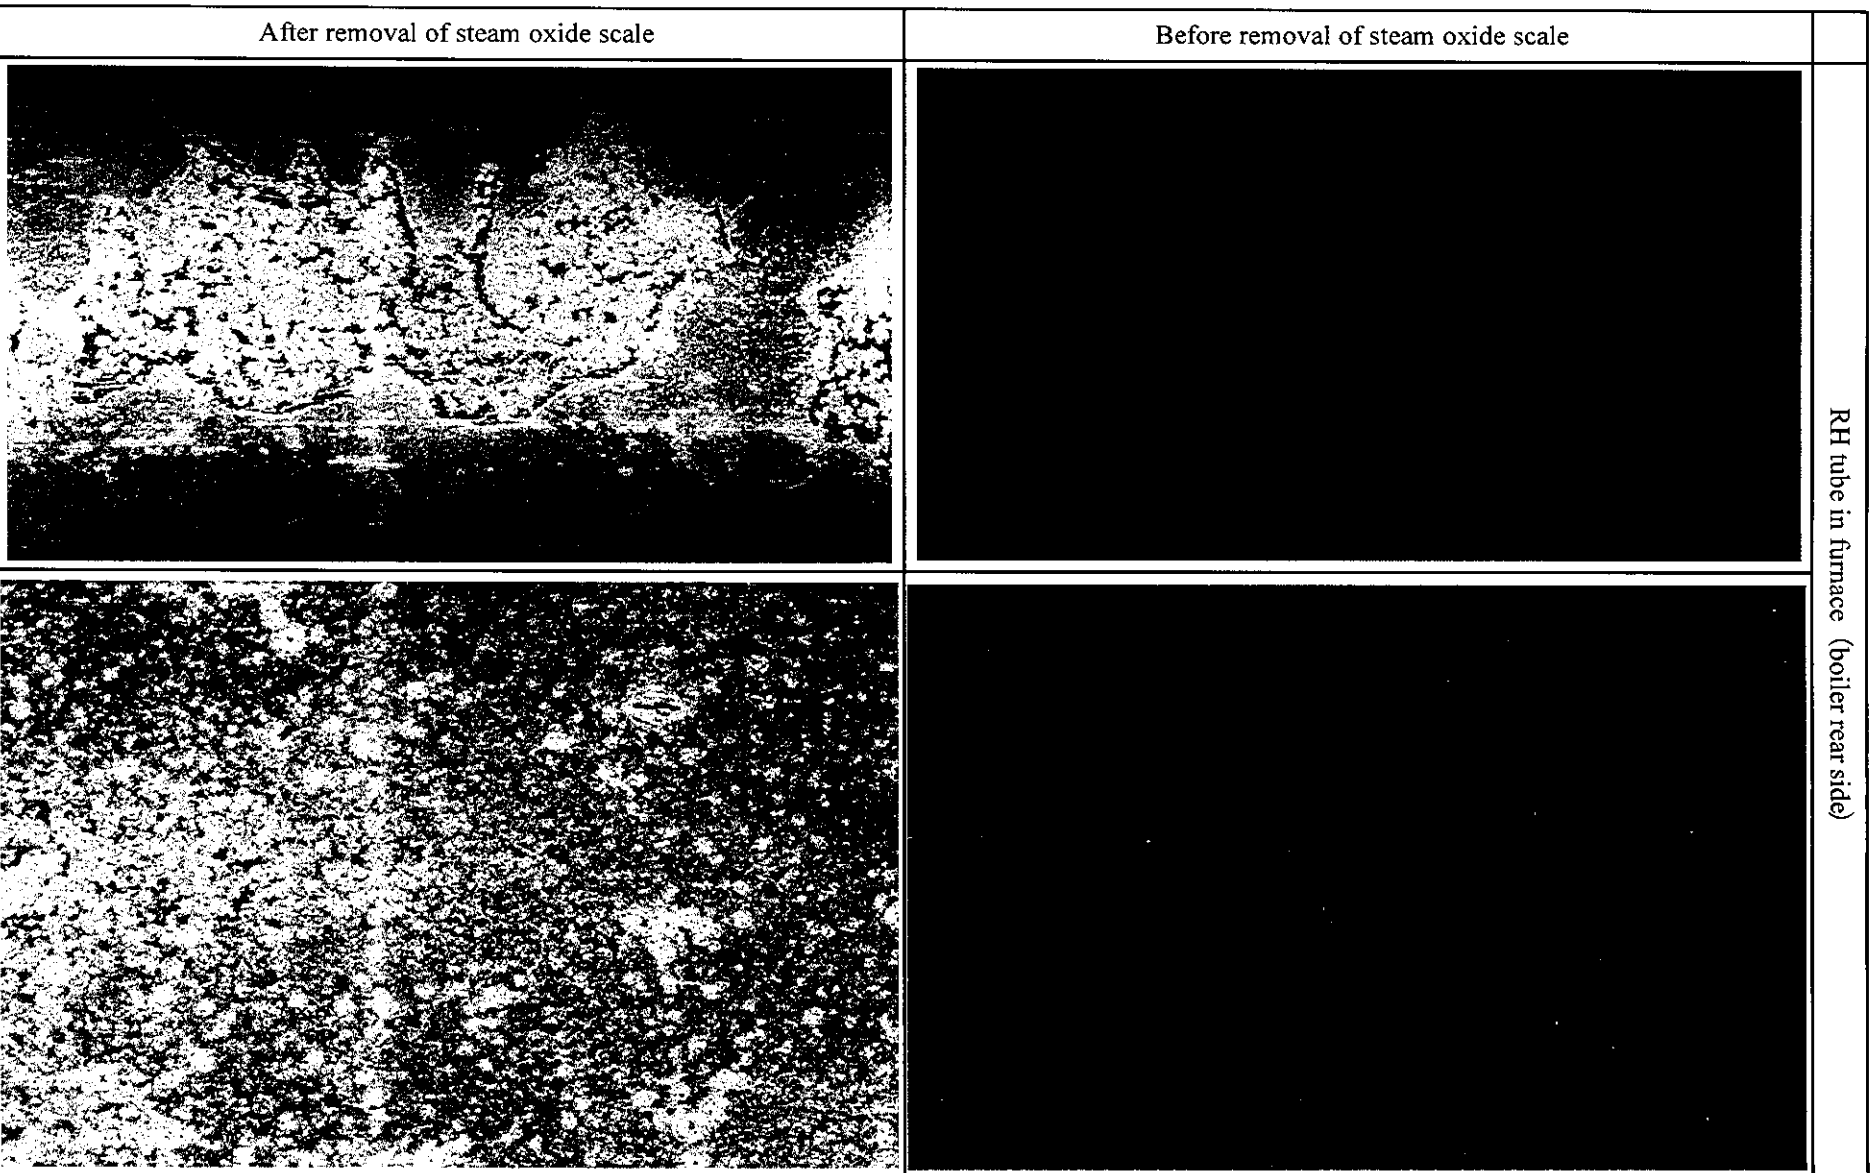 After removal of steam oxide scale
Before removal of steam oxide scale
RH tube in furnace (boiler rear side)